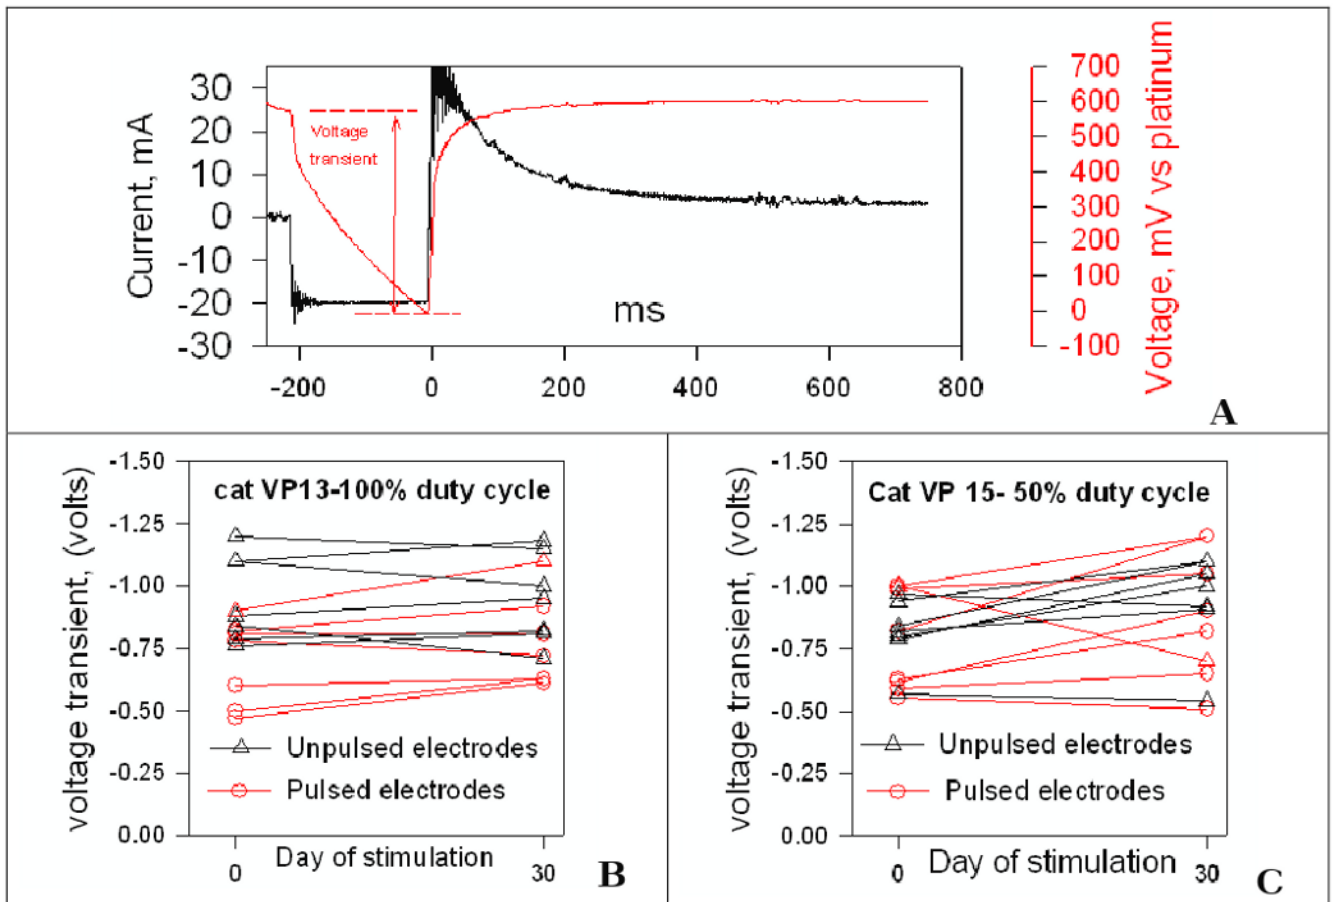 30
20
10
0
-10
-20
-30
Current, mA
Voltage
transient
ms
-200
0
200
400
600
800
700
600
500
400
300
200
100
0
-100
Voltage, mV vs platinum
A
-1.50
-1.25
-1.00
-0.75
-0.50
-0.25
0.00
voltage transient, (volts)
cat VP13-100% duty cycle
Unpulsed electrodes
Pulsed electrodes
0
Day of stimulation
30
B
-1.50
-1.25
-1.00
-0.75
-0.50
-0.25
0.00
voltage transient, (volts)
Cat VP 15- 50% duty cycle
Unpulsed electrodes
Pulsed electrodes
0
Day of stimulation
30
C